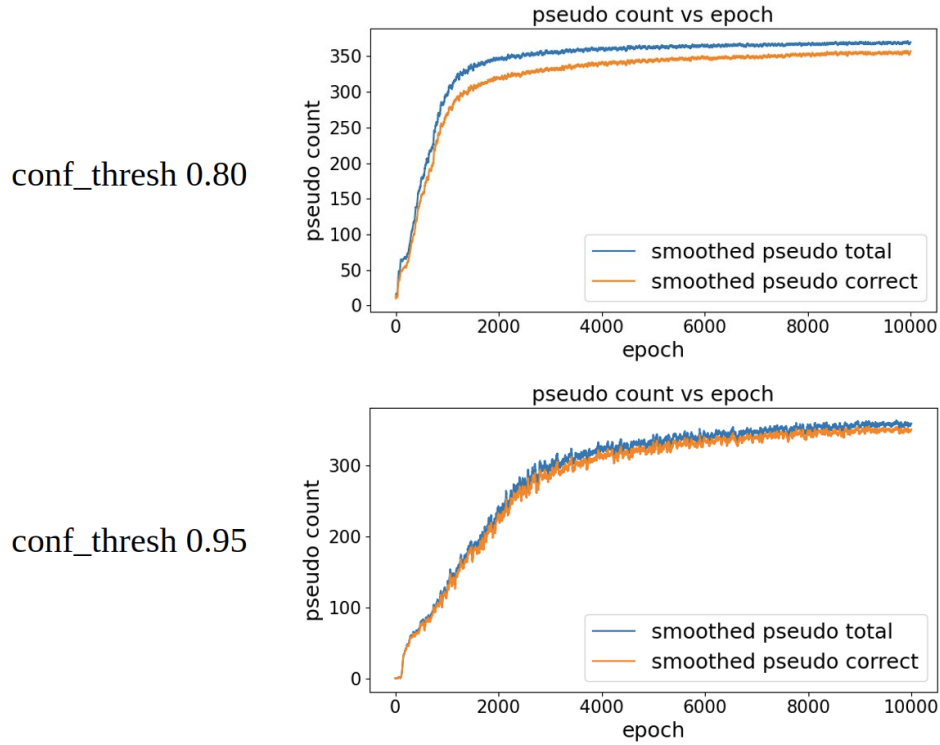 pseudo count vs epoch
conf_thresh 0.80
pseudo count
350
300
250
200
150
100
50
0
smoothed pseudo total
smoothed pseudo correct
0 2000 4000 6000 8000 10000
epoch
pseudo count vs epoch
conf_thresh 0.95
pseudo count
300
200
100
0
smoothed pseudo total
smoothed pseudo correct
0 2000 4000 6000 8000 10000
epoch